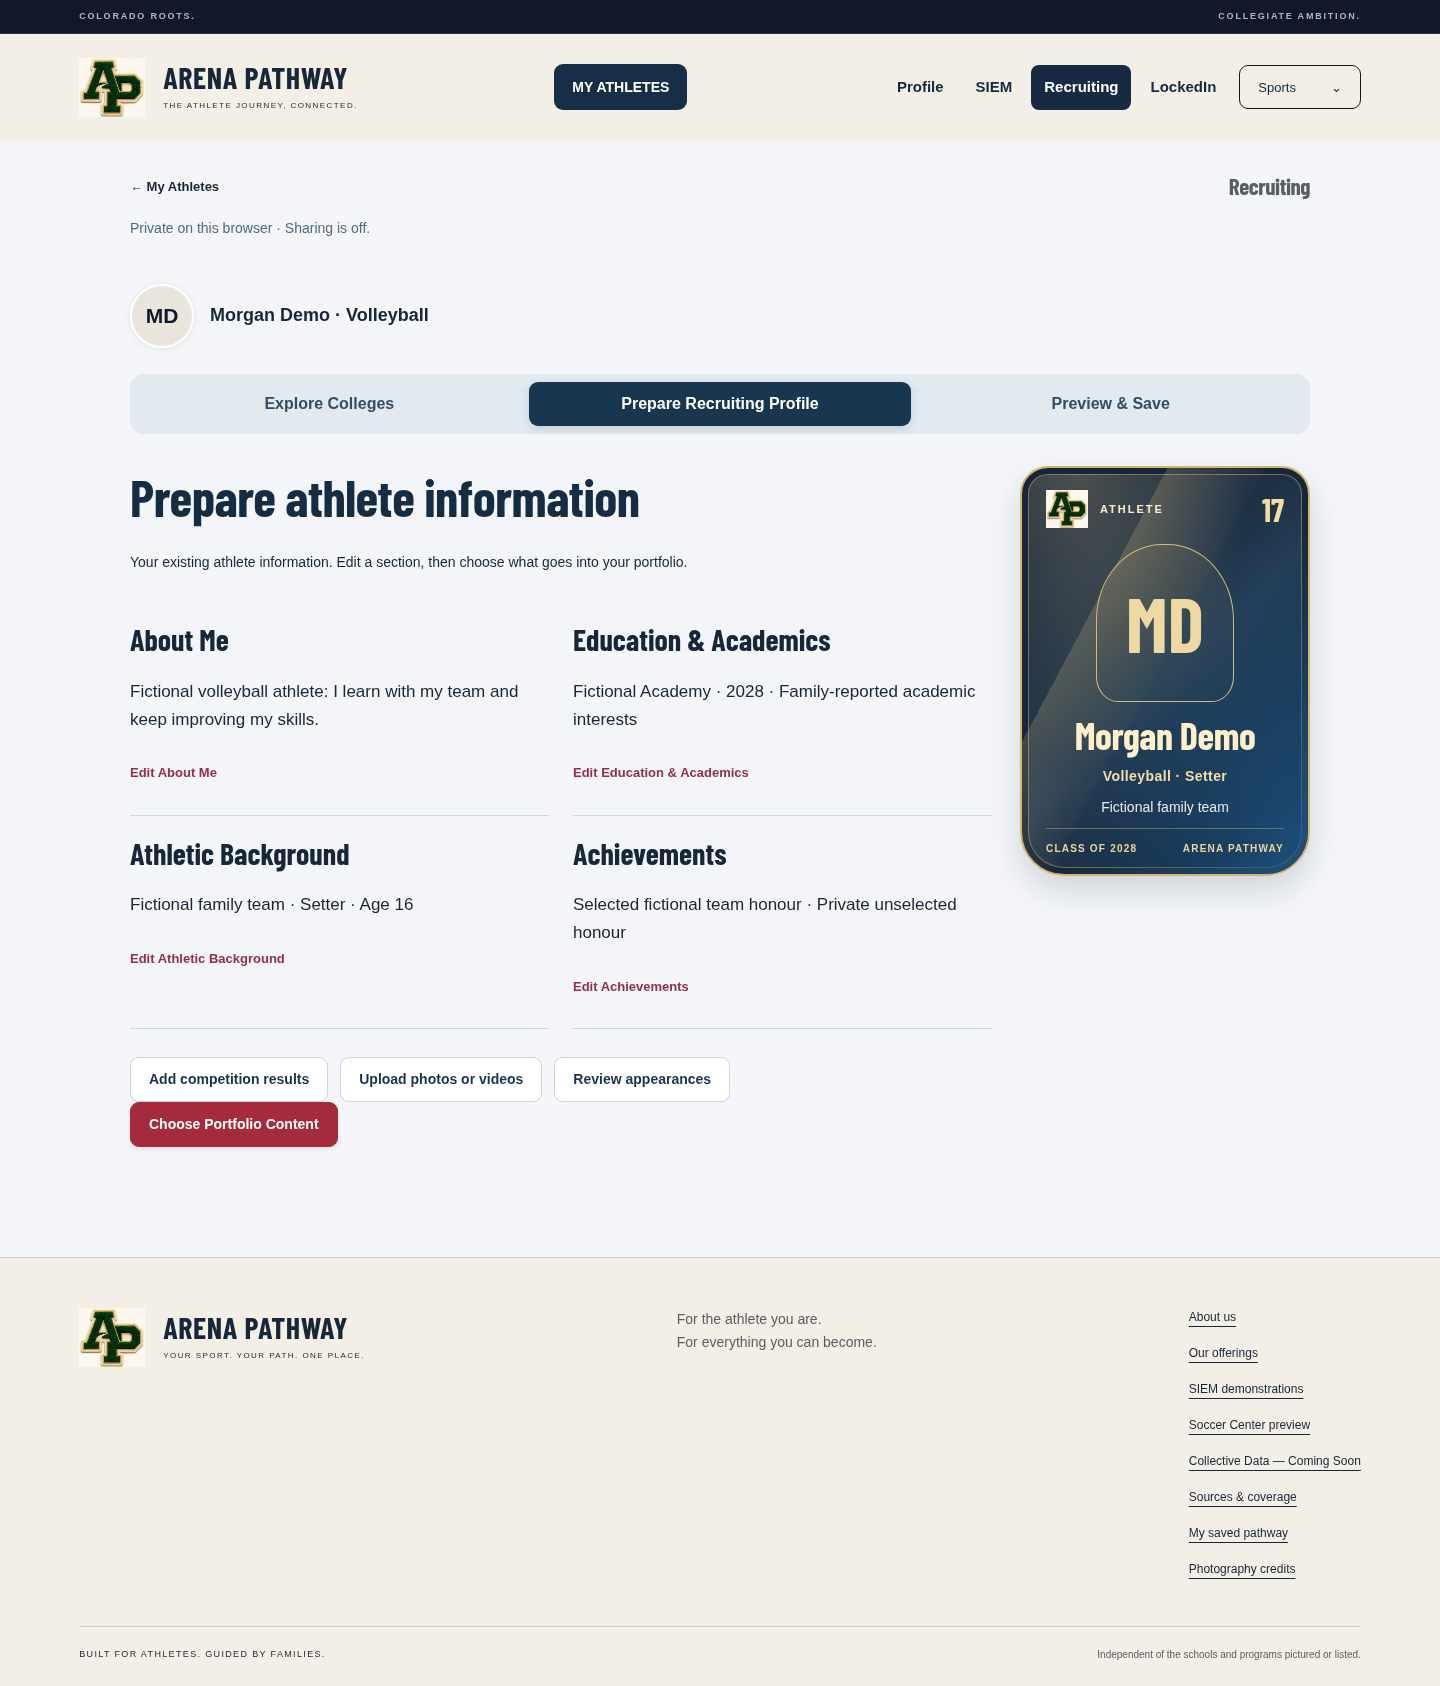 COLORADO ROOTS.
COLLEGIATE AMBITION.
AP
ARENA PATHWAY
THE ATHLETE JOURNEY, CONNECTED.
MY ATHLETES
Profile
SIEM
Recruiting
LockedIn
Sports
← My Athletes
Recruiting
Private on this browser · Sharing is off.
MD
Morgan Demo · Volleyball
Explore Colleges
Prepare Recruiting Profile
Preview & Save
Prepare athlete information
Your existing athlete information. Edit a section, then choose what goes into your portfolio.
About Me
Fictional volleyball athlete: I learn with my team and
keep improving my skills.
Edit About Me
Education & Academics
Fictional Academy · 2028 · Family-reported academic
interests
Edit Education & Academics
Athletic Background
Fictional family team · Setter · Age 16
Edit Athletic Background
Achievements
Selected fictional team honour · Private unselected
honour
Edit Achievements
Add competition results
Upload photos or videos
Review appearances
Choose Portfolio Content
AP
ATHLETE
17
MD
Morgan Demo
Volleyball · Setter
Fictional family team
CLASS OF 2028
ARENA PATHWAY
AP
ARENA PATHWAY
YOUR SPORT. YOUR PATH. ONE PLACE.
For the athlete you are.
For everything you can become.
About us
Our offerings
SIEM demonstrations
Soccer Center preview
Collective Data — Coming Soon
Sources & coverage
My saved pathway
Photography credits
BUILT FOR ATHLETES. GUIDED BY FAMILIES.
Independent of the schools and programs pictured or listed.